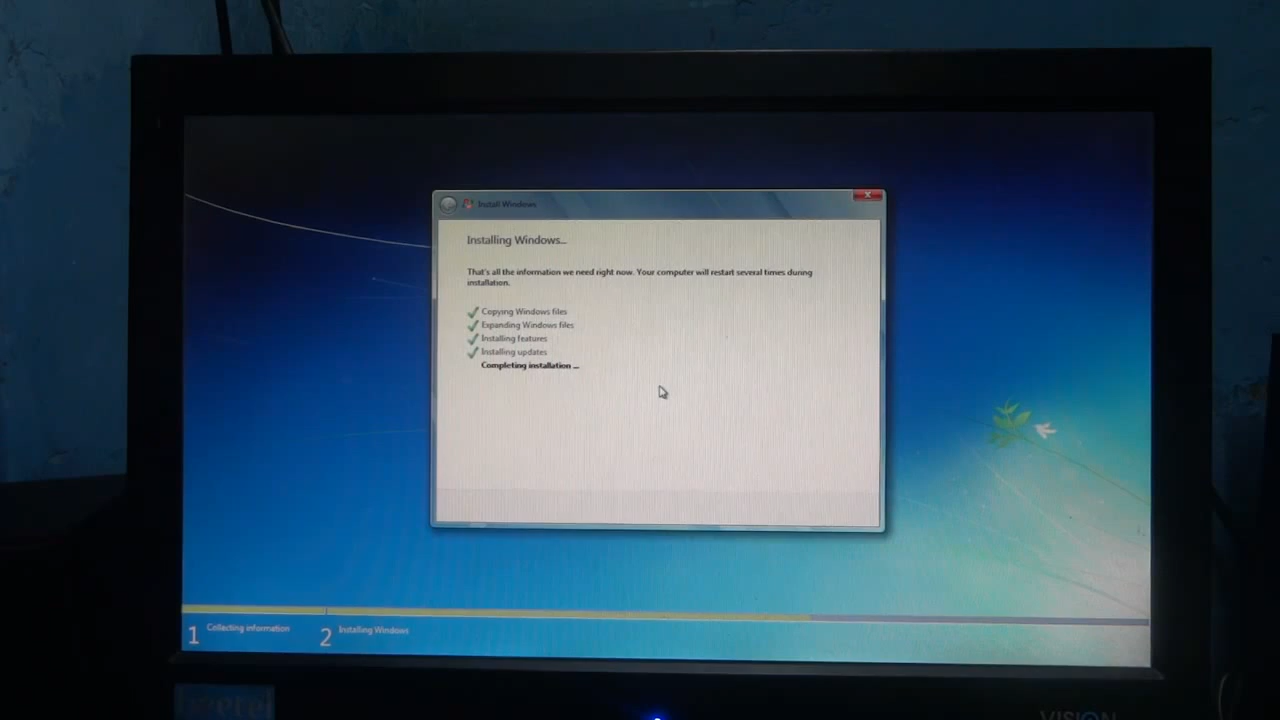 Install Windows
Installing Windows...
That's all the information we need right now. Your computer will restart several times during
installation.
Copying Windows files
Expanding Windows files
Installing features
Installing updates
Completing installation ...
1 Collecting information
2 Installing Windows
VISION